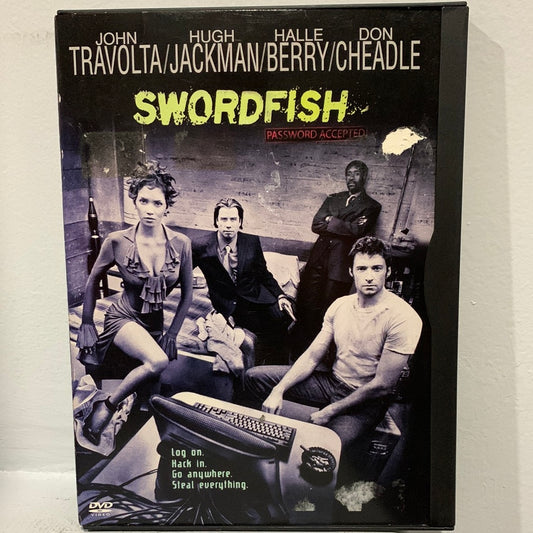 JOHN HUGH HALLE DON
TRAVOLTA/JACKMAN/BERRY/CHEADLE
SWORDFISH
PASSWORD ACCEPTED
Log on.
Hack in.
Go anywhere.
Steal everything.
DVD
VIDEO